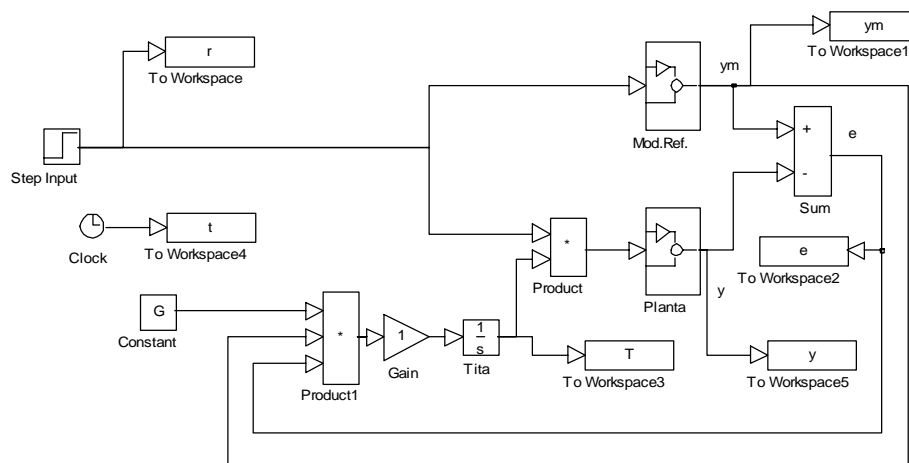 ym
To Workspace1
r
To Workspace
ym
Mod.Ref.
Step Input
+
-
e
Sum
Clock
t
To Workspace4
*
Product
Planta
y
e
To Workspace2
G
Constant
*
Product1
1
Gain
1
s
Tita
T
To Workspace3
y
To Workspace5